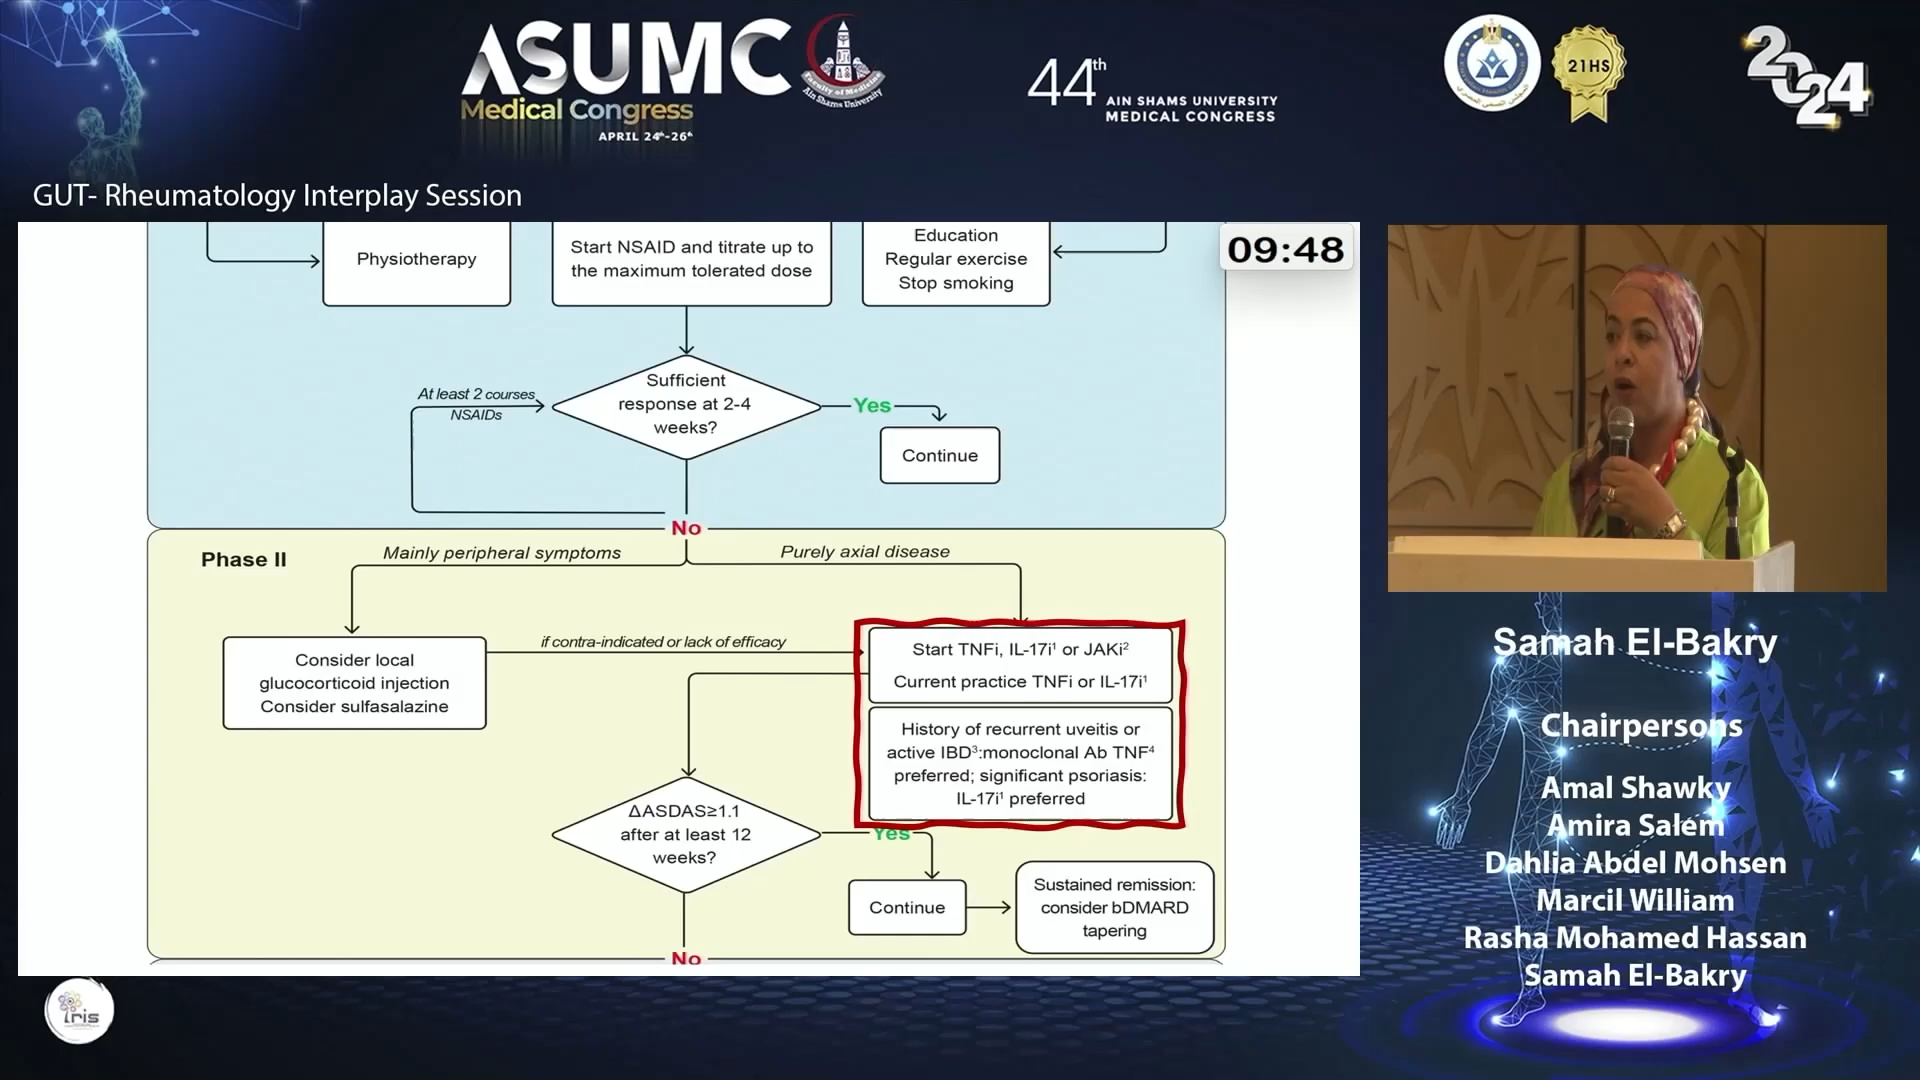 ASUMC
Medical Congress
APRIL 24th-26th
Faculty of Medicine
Ain Shams University
44th
AIN SHAMS UNIVERSITY
MEDICAL CONGRESS
21HS
2024
GUT- Rheumatology Interplay Session
09:48
Physiotherapy
Start NSAID and titrate up to
the maximum tolerated dose
Education
Regular exercise
Stop smoking
At least 2 courses
NSAIDs
Sufficient
response at 2-4
weeks?
Yes
Continue
No
Phase II
Mainly peripheral symptoms
Purely axial disease
Consider local
glucocorticoid injection
Consider sulfasalazine
if contra-indicated or lack of efficacy
Start TNFi, IL-17i¹ or JAKi²
Current practice TNFi or IL-17i¹
History of recurrent uveitis or
active IBD³:monoclonal Ab TNF⁴
preferred; significant psoriasis:
IL-17i¹ preferred
ΔASDAS≥1.1
after at least 12
weeks?
Yes
Continue
Sustained remission:
consider bDMARD
tapering
No
Samah El-Bakry
Chairpersons
Amal Shawky
Amira Salem
Dahlia Abdel Mohsen
Marcil William
Rasha Mohamed Hassan
Samah El-Bakry
iris